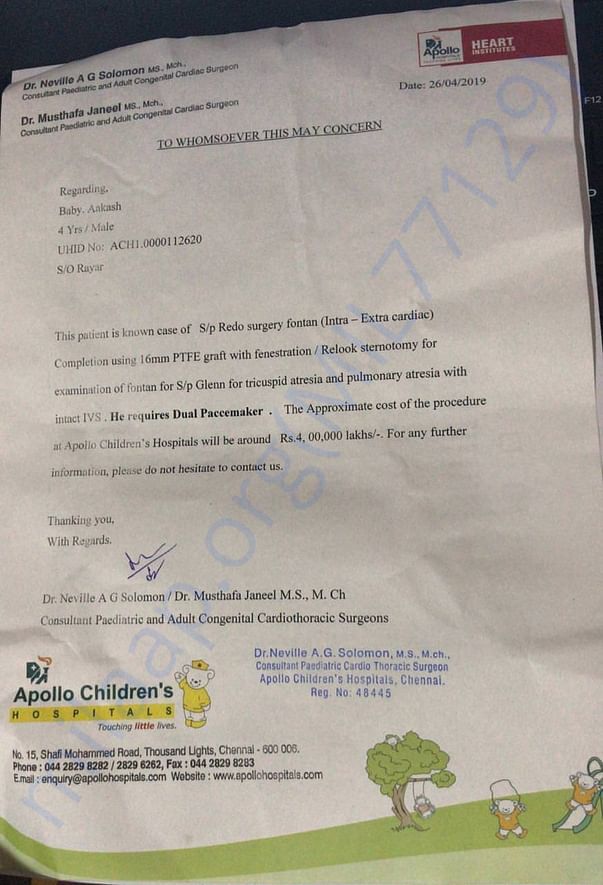 Apollo
HOSPITALS
HEART
INSTITUTES
Dr. Neville A G Solomon MS., Mch.,
Consultant Paediatric and Adult Congenital Cardiac Surgeon
Dr. Musthafa Janeel MS., Mch.,
Consultant Paediatric and Adult Congenital Cardiac Surgeon
Date: 26/04/2019
F12
TO WHOMSOEVER THIS MAY CONCERN
Regarding,
Baby. Aakash
4 Yrs / Male
UHID No: ACH1.0000112620
S/O Rayar
This patient is known case of S/p Redo surgery fontan (Intra – Extra cardiac)
Completion using 16mm PTFE graft with fenestration / Relook sternotomy for
examination of fontan for S/p Glenn for tricuspid atresia and pulmonary atresia with
intact IVS . He requires Dual Paccemaker . The Approximate cost of the procedure
at Apollo Children's Hospitals will be around Rs.4, 00,000 lakhs/-. For any further
information, please do not hesitate to contact us.
Thanking you,
With Regards.
Dr. Neville A G Solomon / Dr. Musthafa Janeel M.S., M. Ch
Consultant Paediatric and Adult Congenital Cardiothoracic Surgeons
Dr.Neville A.G. Solomon, M.S., M.ch.,
Consultant Paediatric Cardio Thoracic Surgeon
Apollo Children's Hospitals, Chennai.
Reg. No: 48445
Apollo Children's
HOSPITALS
Touching little lives.
No. 15, Shafi Mohammed Road, Thousand Lights, Chennai - 600 006.
Phone : 044 2829 8282 / 2829 6262, Fax : 044 2829 8283
E.mail : enquiry@apollohospitals.com Website : www.apollohospitals.com